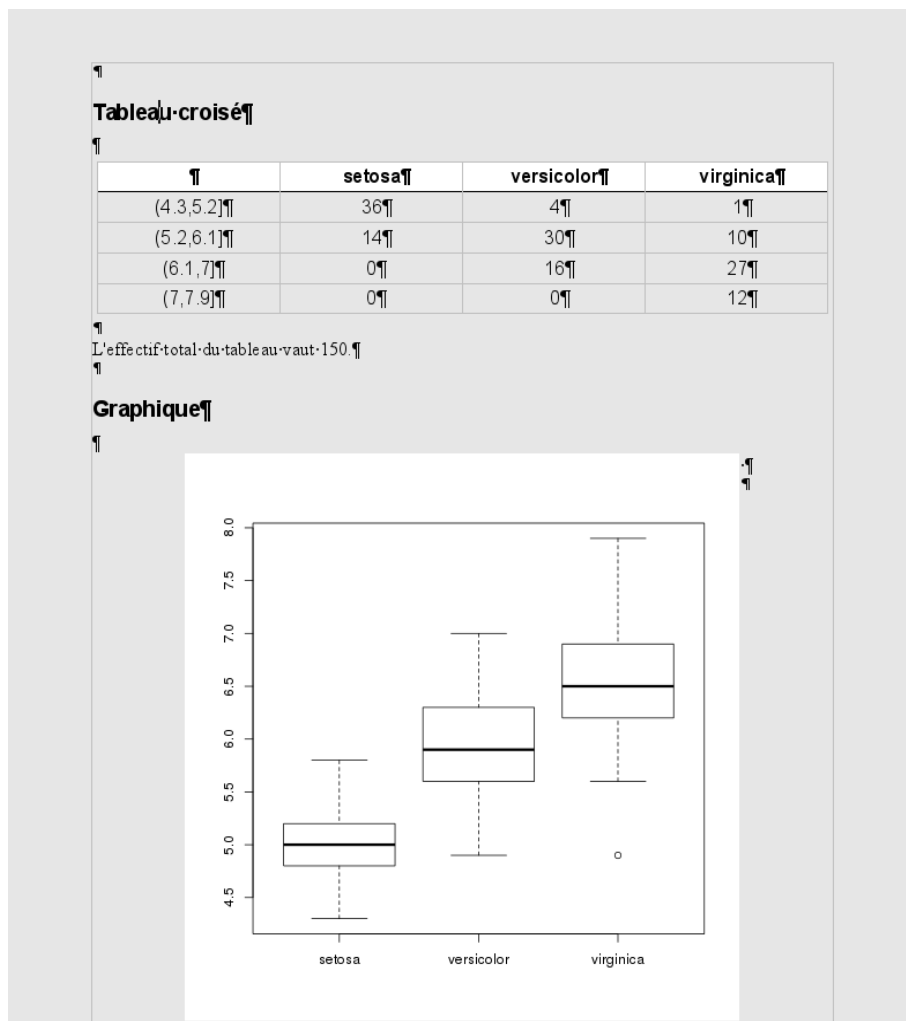 ¶
Tableau·croisé¶
¶
¶ setosa¶ versicolor¶ virginica¶
(4.3,5.2]¶ 36¶ 4¶ 1¶
(5.2,6.1]¶ 14¶ 30¶ 10¶
(6.1,7]¶ 0¶ 16¶ 27¶
(7,7.9]¶ 0¶ 0¶ 12¶
¶
L'effectif·total·du·tableau·vaut·150.¶
¶
Graphique¶
¶
·¶
¶
8.0
7.5
7.0
6.5
6.0
5.5
5.0
4.5
setosa versicolor virginica